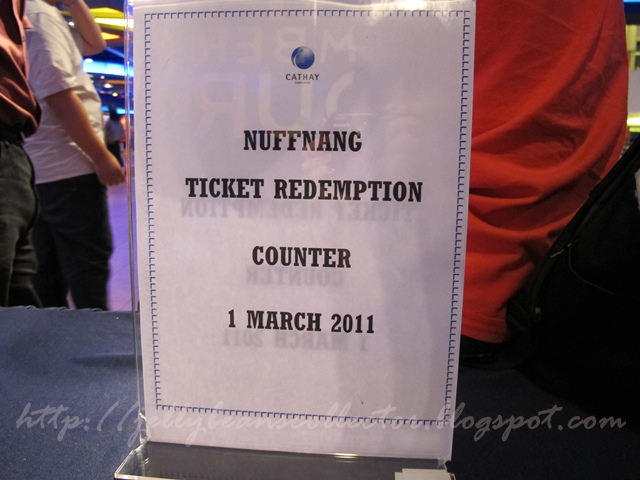 CATHAY
NUFFNANG
TICKET REDEMPTION
COUNTER
1 MARCH 2011
http://jellybeanscollector.blogspot.com